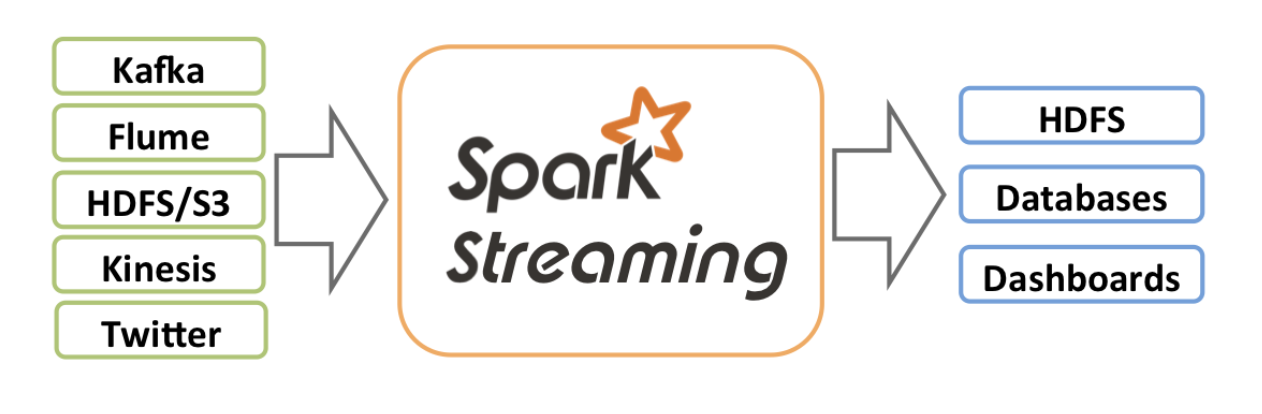 Kafka
Flume
HDFS/S3
Kinesis
Twitter
Spark
Streaming
HDFS
Databases
Dashboards